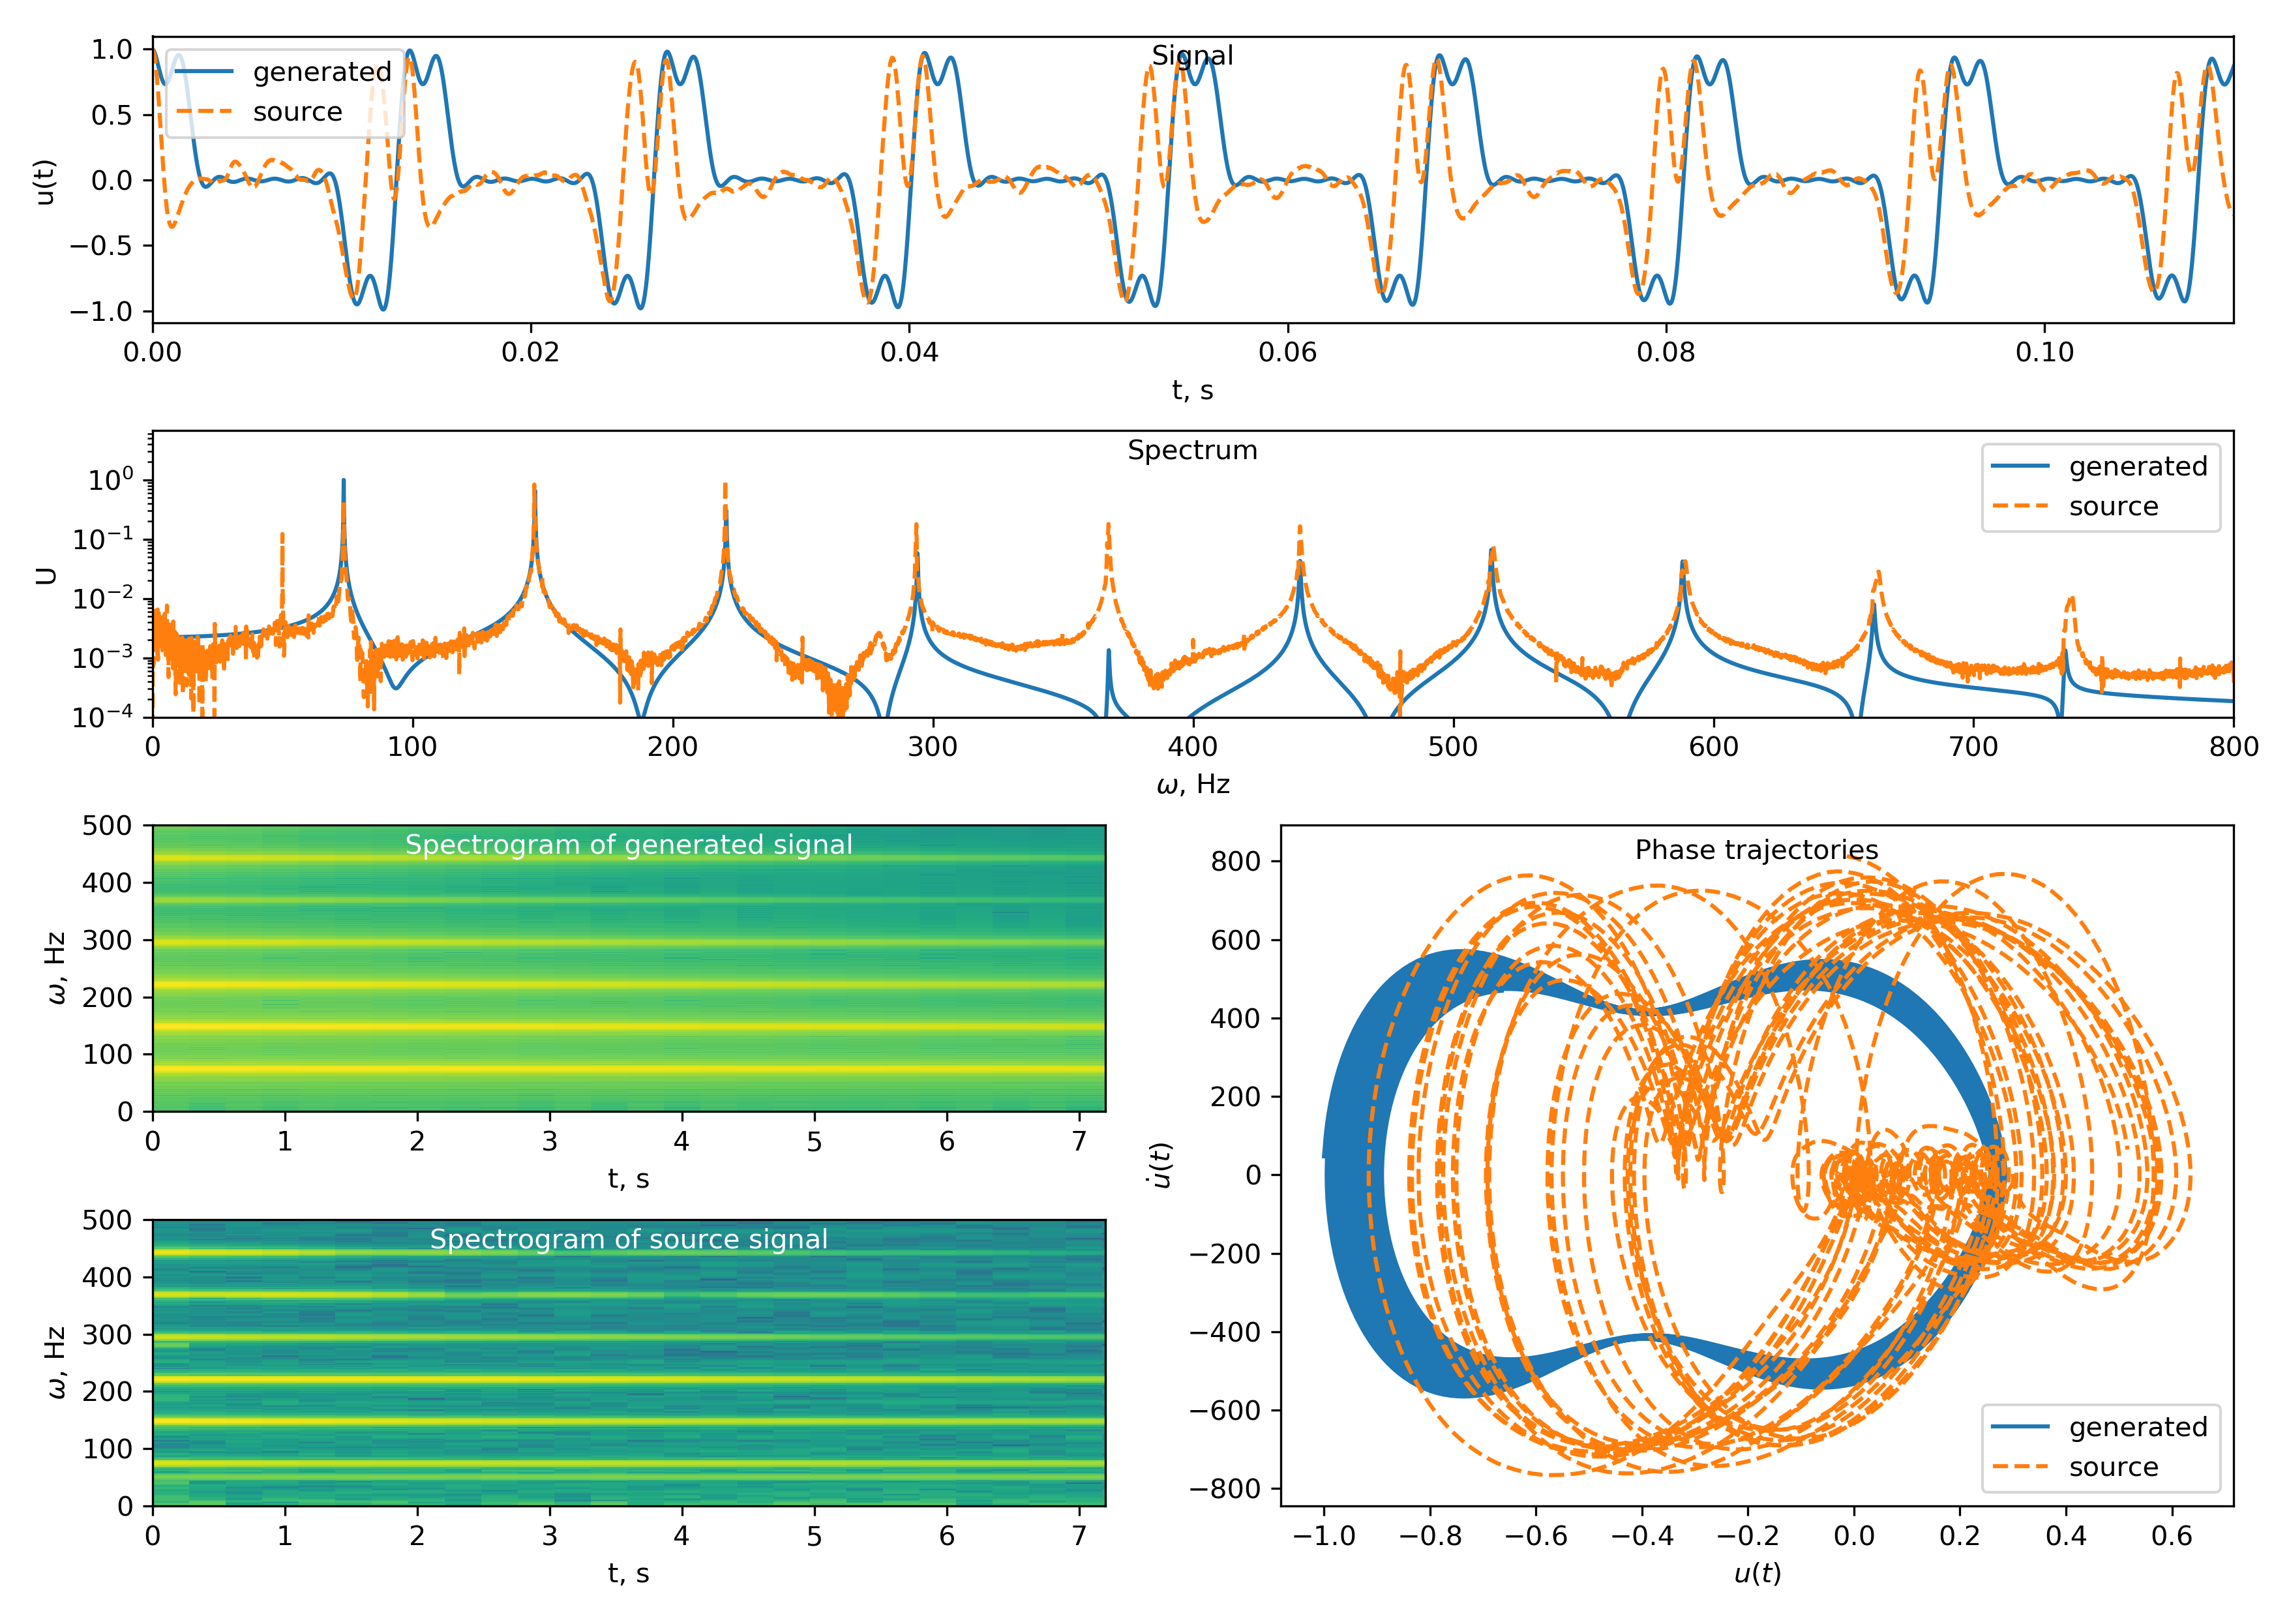 Signal
generated
source
1.0
0.5
0.0
−0.5
−1.0
u(t)
0.00 0.02 0.04 0.06 0.08 0.10
t, s
Spectrum
generated
source
10⁰
10⁻¹
10⁻²
10⁻³
10⁻⁴
U
0 100 200 300 400 500 600 700 800
ω, Hz
Spectrogram of generated signal
500
400
300
200
100
0
ω, Hz
0 1 2 3 4 5 6 7
t, s
Spectrogram of source signal
500
400
300
200
100
0
ω, Hz
0 1 2 3 4 5 6 7
t, s
Phase trajectories
800
600
400
200
0
−200
−400
−600
−800
u̇(t)
generated
source
−1.0 −0.8 −0.6 −0.4 −0.2 0.0 0.2 0.4 0.6
u(t)